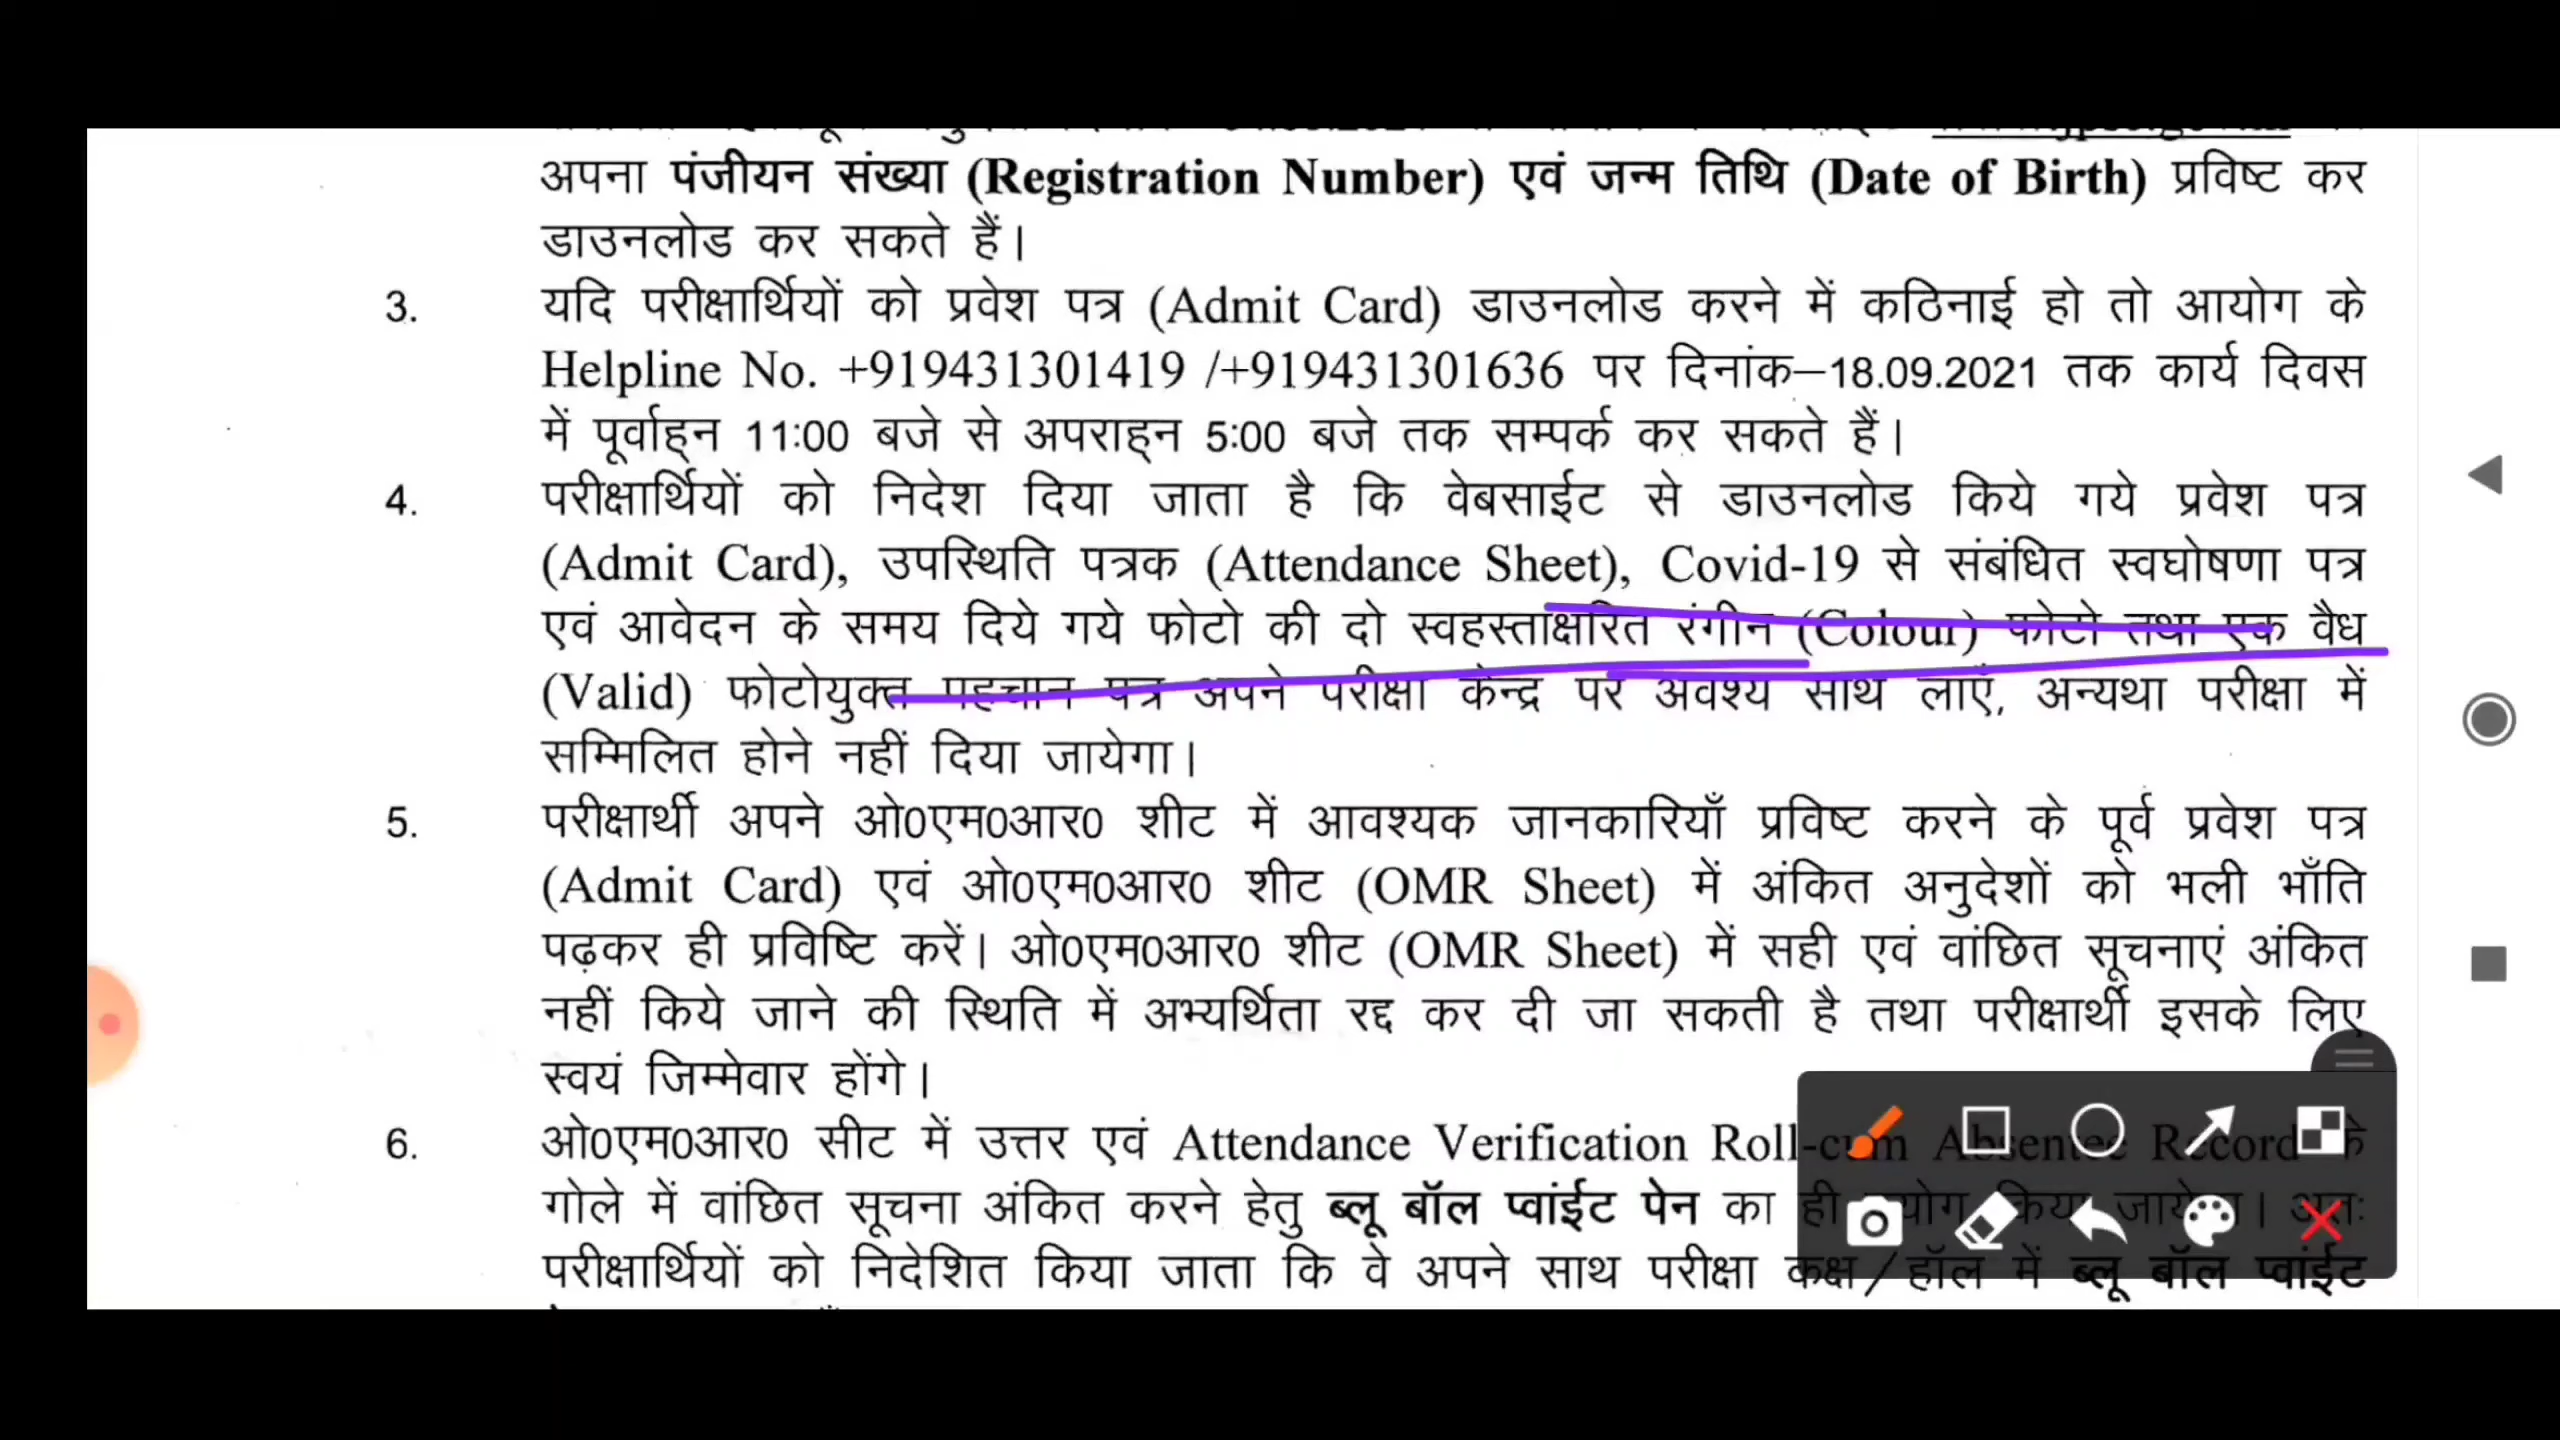 अपना पंजीयन संख्या (Registration Number) एवं जन्म तिथि (Date of Birth) प्रविष्ट कर
डाउनलोड कर सकते हैं।
3. यदि परीक्षार्थियों को प्रवेश पत्र (Admit Card) डाउनलोड करने में कठिनाई हो तो आयोग के
Helpline No. +919431301419 /+919431301636 पर दिनांक–18.09.2021 तक कार्य दिवस
में पूर्वाह्न 11:00 बजे से अपराह्न 5:00 बजे तक सम्पर्क कर सकते हैं।
4. परीक्षार्थियों को निदेश दिया जाता है कि वेबसाईट से डाउनलोड किये गये प्रवेश पत्र
(Admit Card), उपस्थिति पत्रक (Attendance Sheet), Covid-19 से संबंधित स्वघोषणा पत्र
एवं आवेदन के समय दिये गये फोटो की दो स्वहस्ताक्षरित रंगीन (Colour) फोटो तथा एक वैध
(Valid) फोटोयुक्त पहचान पत्र अपने परीक्षा केन्द्र पर अवश्य साथ लाएँ, अन्यथा परीक्षा में
सम्मिलित होने नहीं दिया जायेगा।
5. परीक्षार्थी अपने ओ0एम0आर0 शीट में आवश्यक जानकारियाँ प्रविष्ट करने के पूर्व प्रवेश पत्र
(Admit Card) एवं ओ0एम0आर0 शीट (OMR Sheet) में अंकित अनुदेशों को भली भाँति
पढ़कर ही प्रविष्टि करें। ओ0एम0आर0 शीट (OMR Sheet) में सही एवं वांछित सूचनाएं अंकित
नहीं किये जाने की स्थिति में अभ्यर्थिता रद्द कर दी जा सकती है तथा परीक्षार्थी इसके लिए
स्वयं जिम्मेवार होंगे।
6. ओ0एम0आर0 सीट में उत्तर एवं Attendance Verification Roll-cum Absentee Record के
गोले में वांछित सूचना अंकित करने हेतु ब्लू बॉल प्वांईट पेन का ही किया जायेगा। अतः
परीक्षार्थियों को निदेशित किया जाता कि वे अपने साथ परीक्षा कक्ष/हॉल में ब्लू बॉल प्वांईट